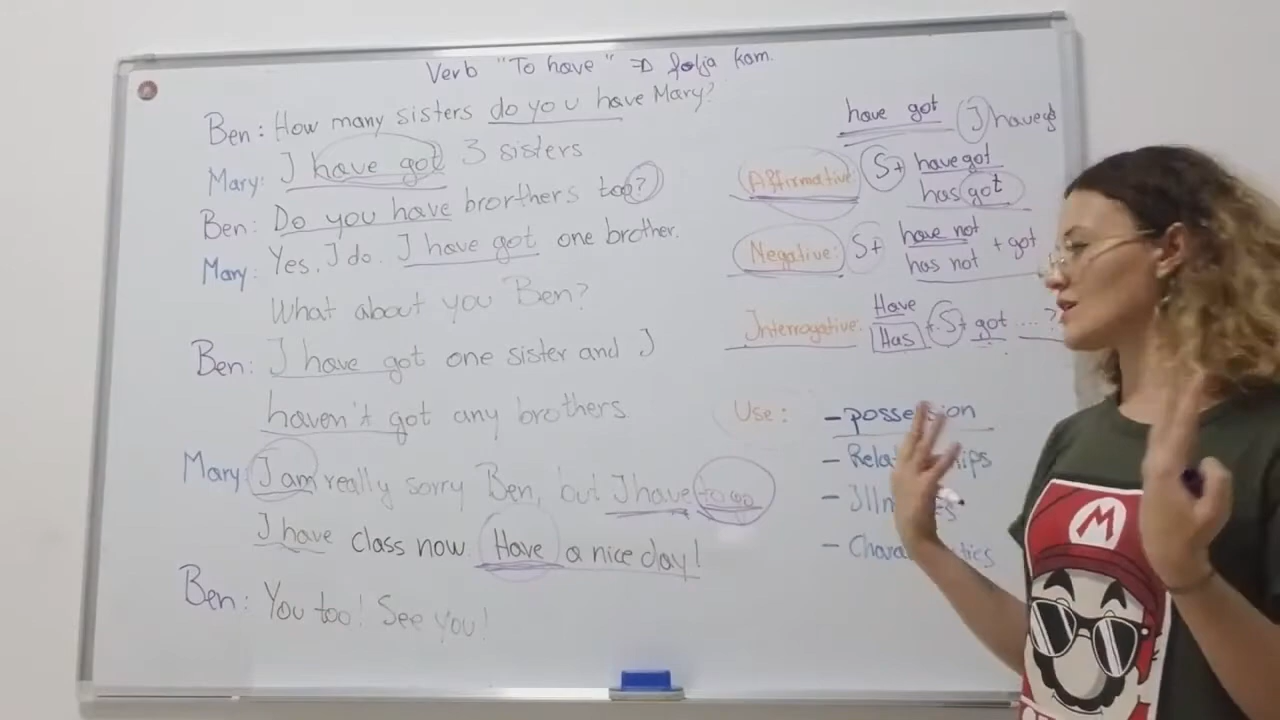 Verb "To have" => folja kam.
Ben: How many sisters do you have Mary?
Mary: I have got 3 sisters
Ben: Do you have brorthers too?
Mary: Yes, I do. I have got one brother.
What about you Ben?
Ben: I have got one sister and I
haven't got any brothers
Mary: I am really sorry Ben, but I have to go
I have class now. Have a nice day!
Ben: You too! See you!
have got I have
Affirmative: S+ have got
has got
Negative: S+ have not + got
has not
Interrogative: Have
Has + S + got ....?
Use: - possession
- Relationships
-
- Characteristics
M